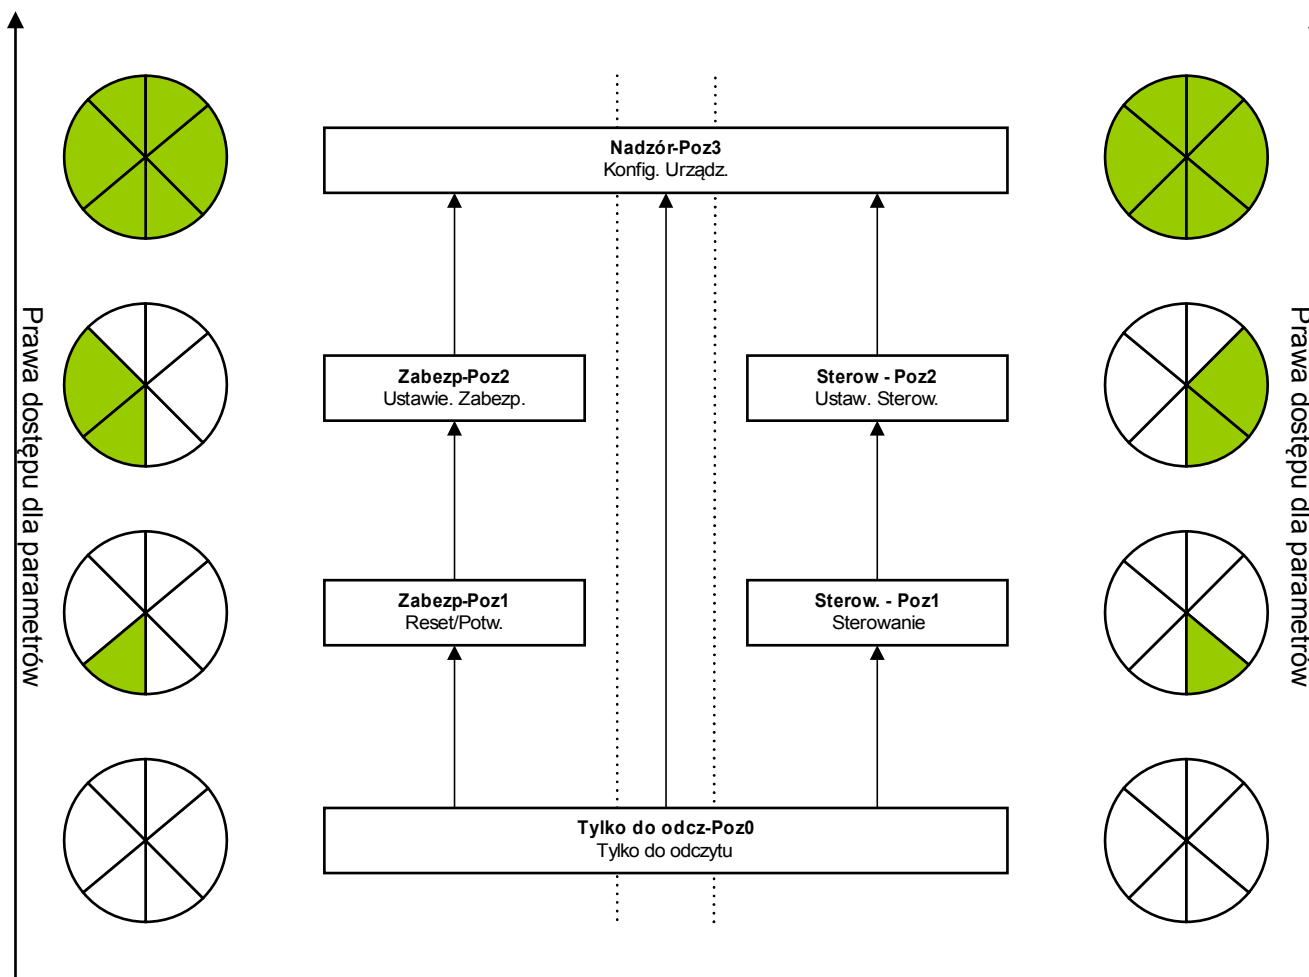 Nadzór-Poz3
Konfig. Urządz.
Prawa dostępu dla parametrów
Prawa dostępu dla parametrów
Zabezp-Poz2
Ustawie. Zabezp.
Sterow - Poz2
Ustaw. Sterow.
Zabezp-Poz1
Reset/Potw.
Sterow. - Poz1
Sterowanie
Tylko do odcz-Poz0
Tylko do odczytu